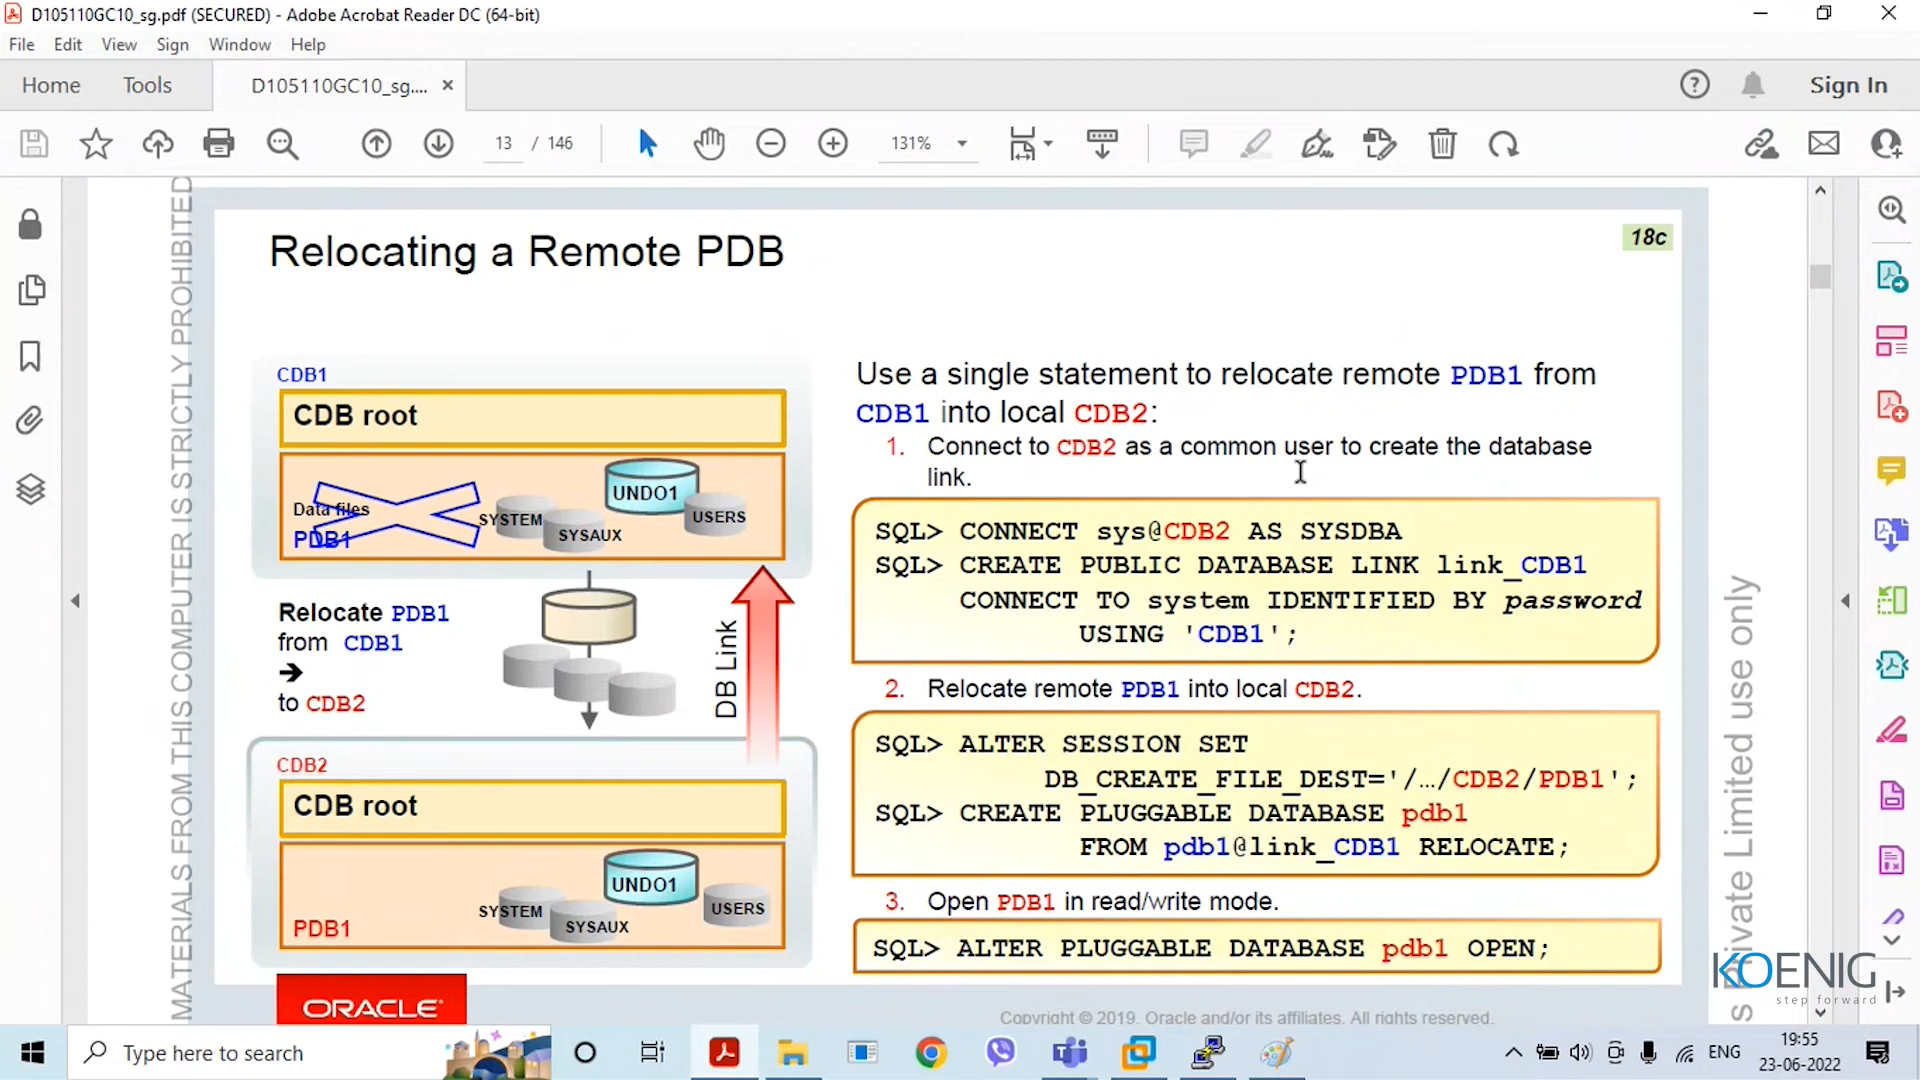 D105110GC10_sg.pdf (SECURED) - Adobe Acrobat Reader DC (64-bit)
File Edit View Sign Window Help
Home Tools D105110GC10_sg.... × Sign In
13 / 146 131%
MATERIALS FROM THIS COMPUTER IS STRICTLY PROHIBITED
Relocating a Remote PDB
18c
CDB1
CDB root
Data files
PDB1
SYSTEM
SYSAUX
UNDO1
USERS
Relocate PDB1
from CDB1
➔
to CDB2
DB Link
CDB2
CDB root
PDB1
SYSTEM
SYSAUX
UNDO1
USERS
Use a single statement to relocate remote PDB1 from
CDB1 into local CDB2:
1. Connect to CDB2 as a common user to create the database
link.
SQL> CONNECT sys@CDB2 AS SYSDBA
SQL> CREATE PUBLIC DATABASE LINK link_CDB1
CONNECT TO system IDENTIFIED BY password
USING 'CDB1';
2. Relocate remote PDB1 into local CDB2.
SQL> ALTER SESSION SET
DB_CREATE_FILE_DEST='/…/CDB2/PDB1';
SQL> CREATE PLUGGABLE DATABASE pdb1
FROM pdb1@link_CDB1 RELOCATE;
3. Open PDB1 in read/write mode.
SQL> ALTER PLUGGABLE DATABASE pdb1 OPEN;
ORACLE
Copyright © 2019, Oracle and/or its affiliates. All rights reserved.
s Private Limited use only
KOENIG
step forward
Type here to search
ENG
19:55
23-06-2022